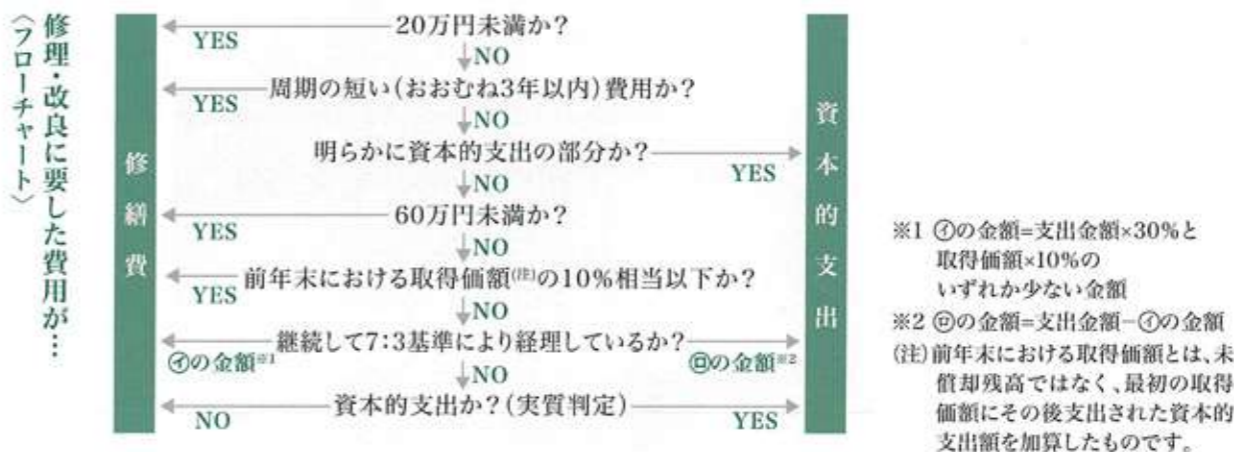 修理・改良に要した費用が…
〈フローチャート〉
修繕費
資本的支出
20万円未満か?
YES
NO
周期の短い(おおむね3年以内)費用か?
YES
NO
明らかに資本的支出の部分か?
YES
NO
60万円未満か?
YES
NO
前年末における取得価額(注)の10%相当以下か?
YES
NO
継続して7:3基準により経理しているか?
㋑の金額※1
㋺の金額※2
NO
資本的支出か?(実質判定)
NO
YES
※1 ㋑の金額=支出金額×30%と
取得価額×10%の
いずれか少ない金額
※2 ㋺の金額=支出金額−㋑の金額
(注)前年末における取得価額とは、未
償却残高ではなく、最初の取得
価額にその後支出された資本的
支出額を加算したものです。